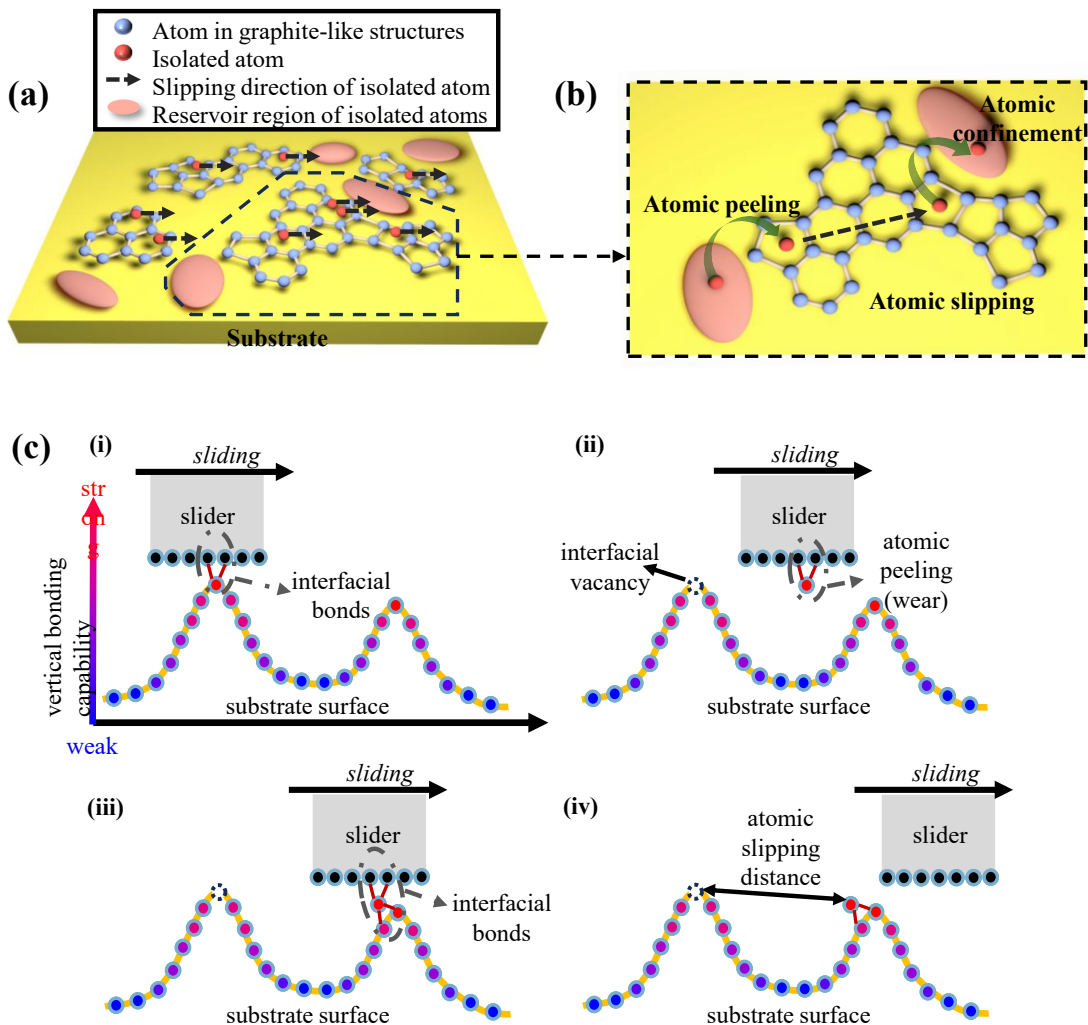 Atom in graphite-like structures
Isolated atom
Slipping direction of isolated atom
Reservoir region of isolated atoms
(a)
Substrate
(b)
Atomic
confinement
Atomic peeling
Atomic slipping
(c)
(i)
sliding
slider
str
on
g
vertical bonding
capability
weak
interfacial
bonds
substrate surface
(ii)
sliding
slider
interfacial
vacancy
atomic
peeling
(wear)
substrate surface
(iii)
sliding
slider
interfacial
bonds
substrate surface
(iv)
sliding
slider
atomic
slipping
distance
substrate surface